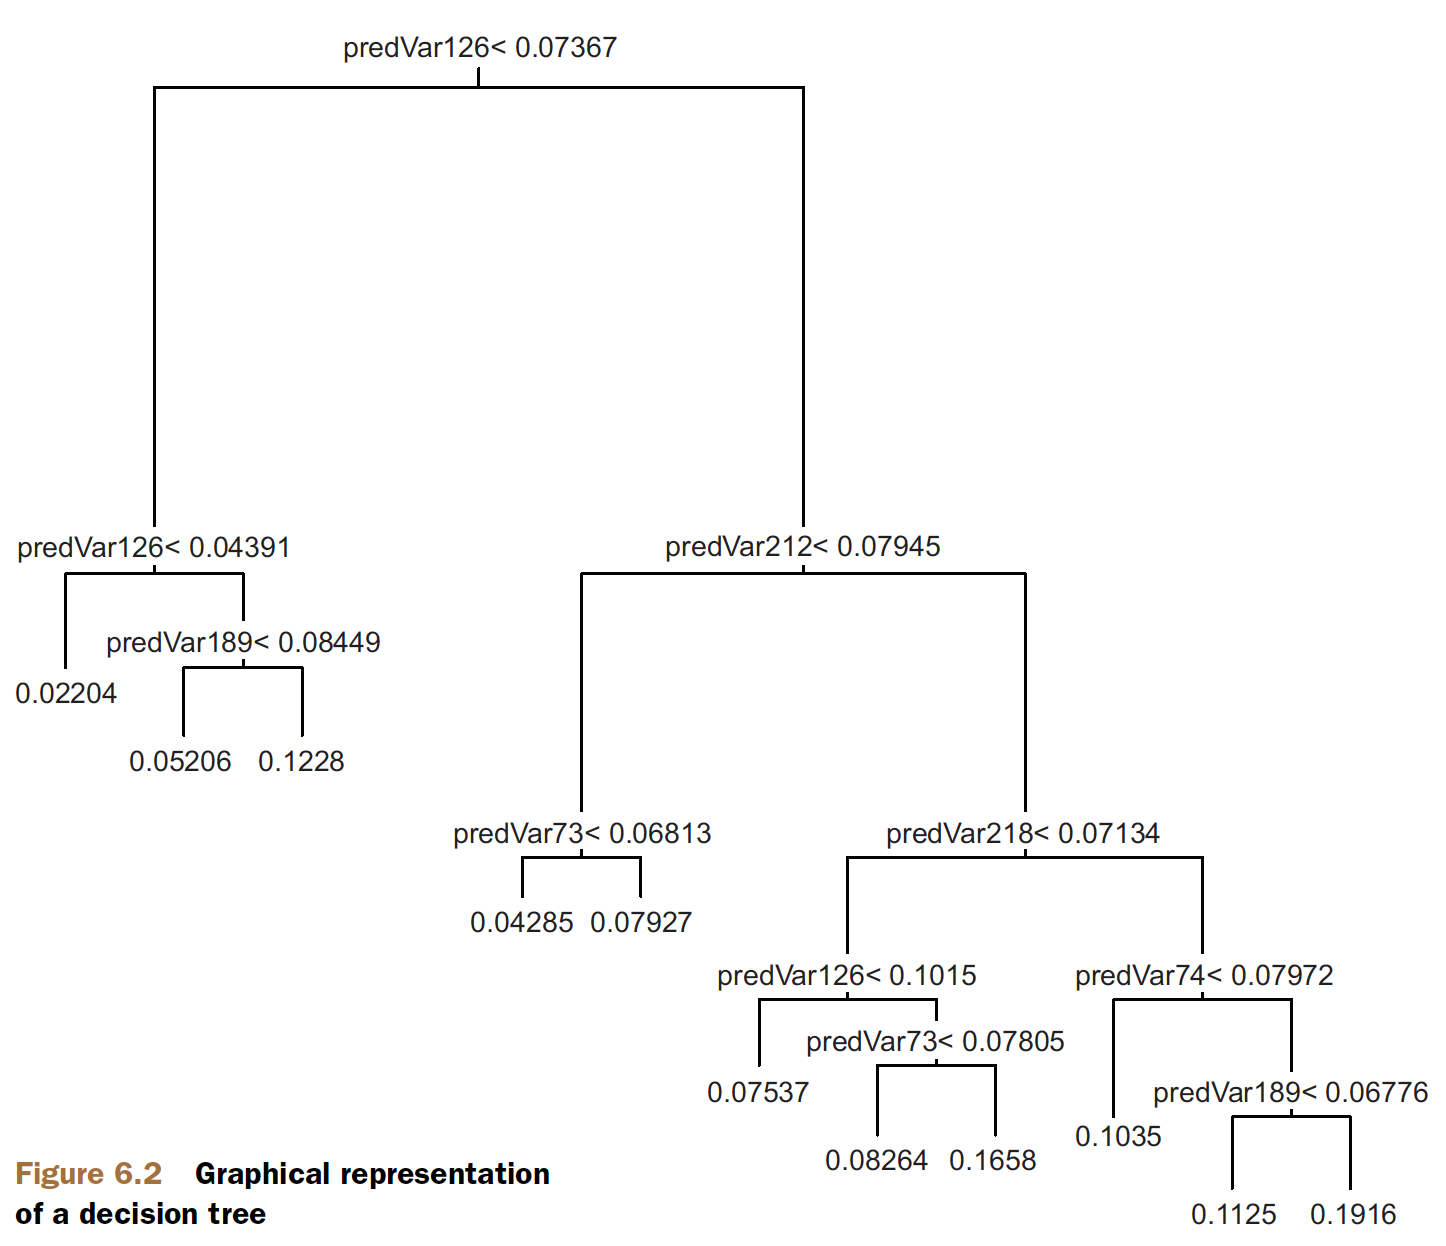 predVar126< 0.07367
predVar126< 0.04391
predVar212< 0.07945
predVar189< 0.08449
0.02204
0.05206 0.1228
predVar73< 0.06813
predVar218< 0.07134
0.04285 0.07927
predVar126< 0.1015
predVar74< 0.07972
predVar73< 0.07805
0.07537
predVar189< 0.06776
0.1035
0.08264 0.1658
0.1125 0.1916
Figure 6.2 Graphical representation
of a decision tree